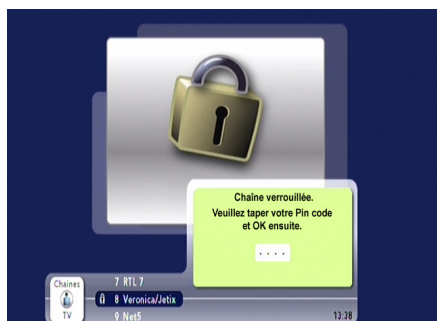 Chaîne verrouillée.
Veuillez taper votre Pin code
et OK ensuite.
. . . .
Chaines
TV
7 RTL 7
8 Veronica/Jetix
9 Net5
13:38